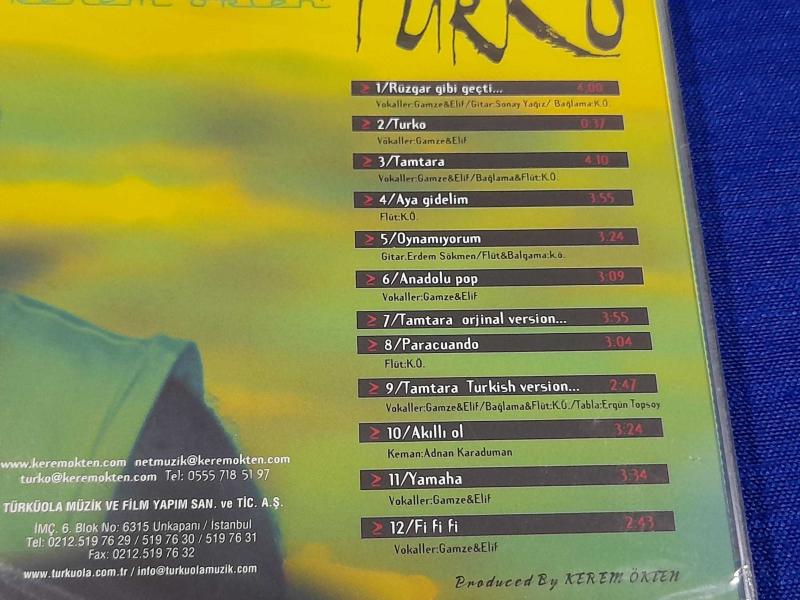 Kerem Ökten
Turko
1/Rüzgar gibi geçti... 4:00
Vokaller:Gamze&Elif/Gitar:Sonay Yağız/ Bağlama:K.Ö.
2/Turko 0:37
Vökaller:Gamze&Elif
3/Tamtara 4:10
Vokaller:Gamze&Elif/Bağlama&Flüt:K.Ö.
4/Aya gidelim 3:55
Flüt:K.Ö.
5/Oynamıyorum 3:24
Gitar.Erdem Sökmen/Flüt&Balgama:k.ö.
6/Anadolu pop 3:09
Vokaller:Gamze&Elif
7/Tamtara orjinal version... 3:55
8/Paracuando 3:04
Flüt:K.Ö.
9/Tamtara Turkish version... 2:47
Vokaller:Gamze&Elif/Bağlama&Flüt:K.Ö./Tabla:Ergün Topsoy
10/Akıllı ol 3:24
Keman:Adnan Karaduman
11/Yamaha 3:34
Vokaller:Gamze&Elif
12/Fi fi fi 2:43
Vokaller:Gamze&Elif
Produced By KEREM ÖKTEN
www.keremokten.com netmuzik@keremokten.com
turko@keremokten.com Tel: 0555 718 51 97
TÜRKÜOLA MÜZİK VE FİLM YAPIM SAN. ve TİC. A.Ş.
İMÇ. 6. Blok No: 6315 Unkapanı / İstanbul
Tel: 0212.519 76 29 / 519 76 30 / 519 76 31
Fax: 0212.519 76 32
www.turkuola.com.tr / info@turkuolamuzik.com